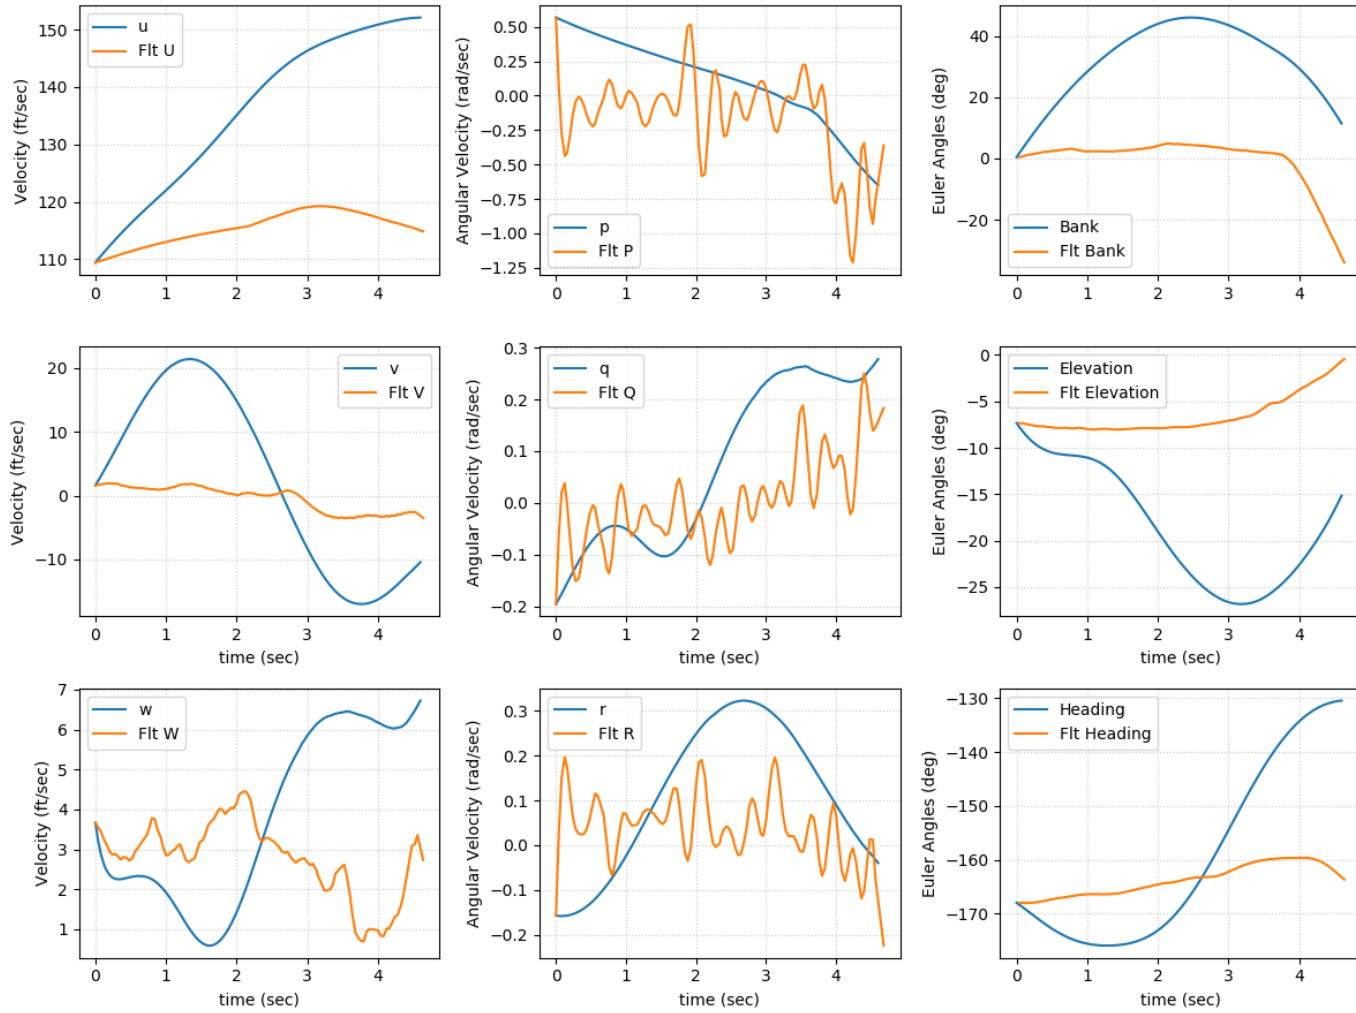 150
140
130
120
110
Velocity (ft/sec)
u
Flt U
0 1 2 3 4
0.50
0.25
0.00
−0.25
−0.50
−0.75
−1.00
−1.25
Angular Velocity (rad/sec)
p
Flt P
0 1 2 3 4
40
20
0
−20
Euler Angles (deg)
Bank
Flt Bank
0 1 2 3 4
20
10
0
−10
Velocity (ft/sec)
v
Flt V
0 1 2 3 4
time (sec)
0.3
0.2
0.1
0.0
−0.1
−0.2
Angular Velocity (rad/sec)
q
Flt Q
0 1 2 3 4
time (sec)
0
−5
−10
−15
−20
−25
Euler Angles (deg)
Elevation
Flt Elevation
0 1 2 3 4
time (sec)
7
6
5
4
3
2
1
Velocity (ft/sec)
w
Flt W
0 1 2 3 4
time (sec)
0.3
0.2
0.1
0.0
−0.1
−0.2
Angular Velocity (rad/sec)
r
Flt R
0 1 2 3 4
time (sec)
−130
−140
−150
−160
−170
Euler Angles (deg)
Heading
Flt Heading
0 1 2 3 4
time (sec)